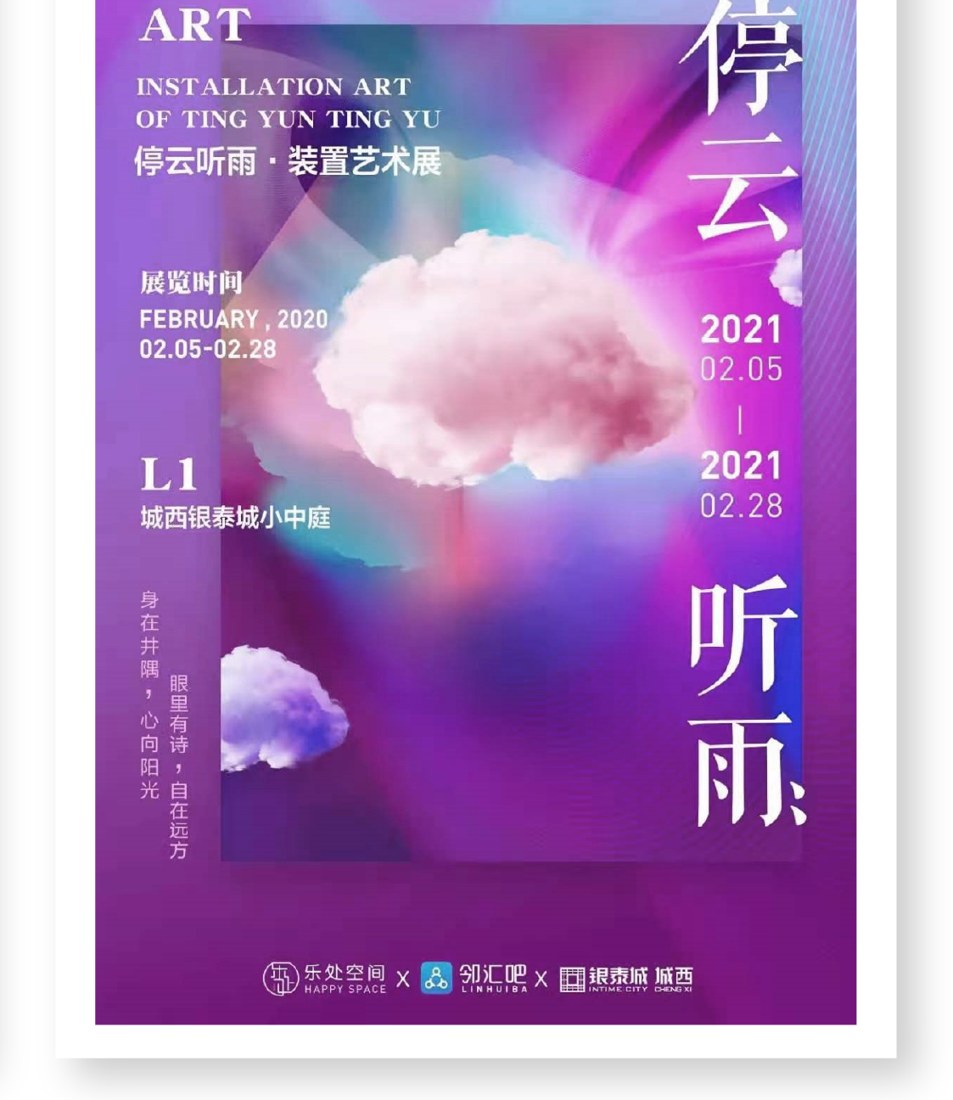 ART
INSTALLATION ART
OF TING YUN TING YU
停云听雨·装置艺术展
展览时间
FEBRUARY , 2020
02.05-02.28
L1
城西银泰城小中庭
身在井隅，心向阳光
眼里有诗，自在远方
停云
2021
02.05
|
2021
02.28
听雨
乐处空间 X 邻汇吧 X 银泰城 城西
HAPPY SPACE LINHUIBA INTIME CITY CHENG XI